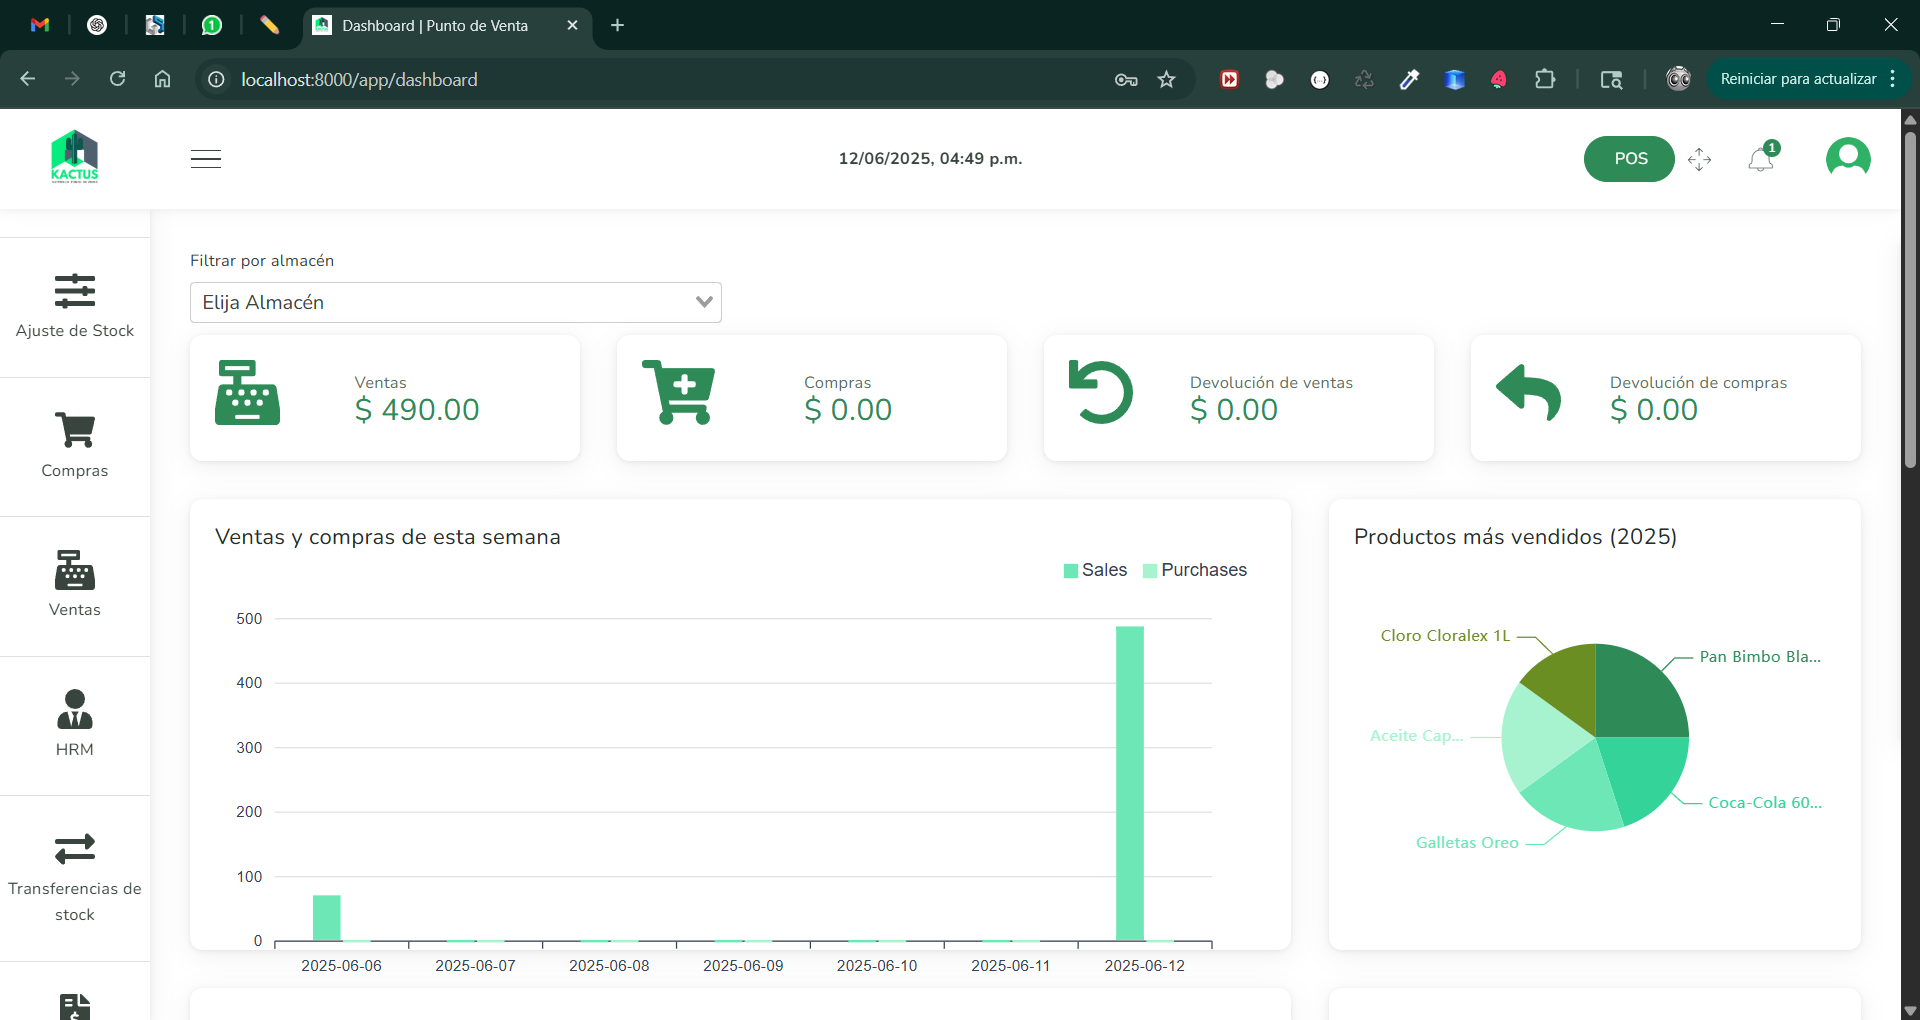 Dashboard | Punto de Venta
localhost:8000/app/dashboard
Reiniciar para actualizar
KACTUS
12/06/2025, 04:49 p.m.
POS
1
Ajuste de Stock
Compras
Ventas
HRM
Transferencias de
stock
Filtrar por almacén
Elija Almacén
Ventas
$ 490.00
Compras
$ 0.00
Devolución de ventas
$ 0.00
Devolución de compras
$ 0.00
Ventas y compras de esta semana
Sales
Purchases
500
400
300
200
100
0
2025-06-06
2025-06-07
2025-06-08
2025-06-09
2025-06-10
2025-06-11
2025-06-12
Productos más vendidos (2025)
Cloro Cloralex 1L
Pan Bimbo Bla...
Aceite Cap...
Coca-Cola 60...
Galletas Oreo